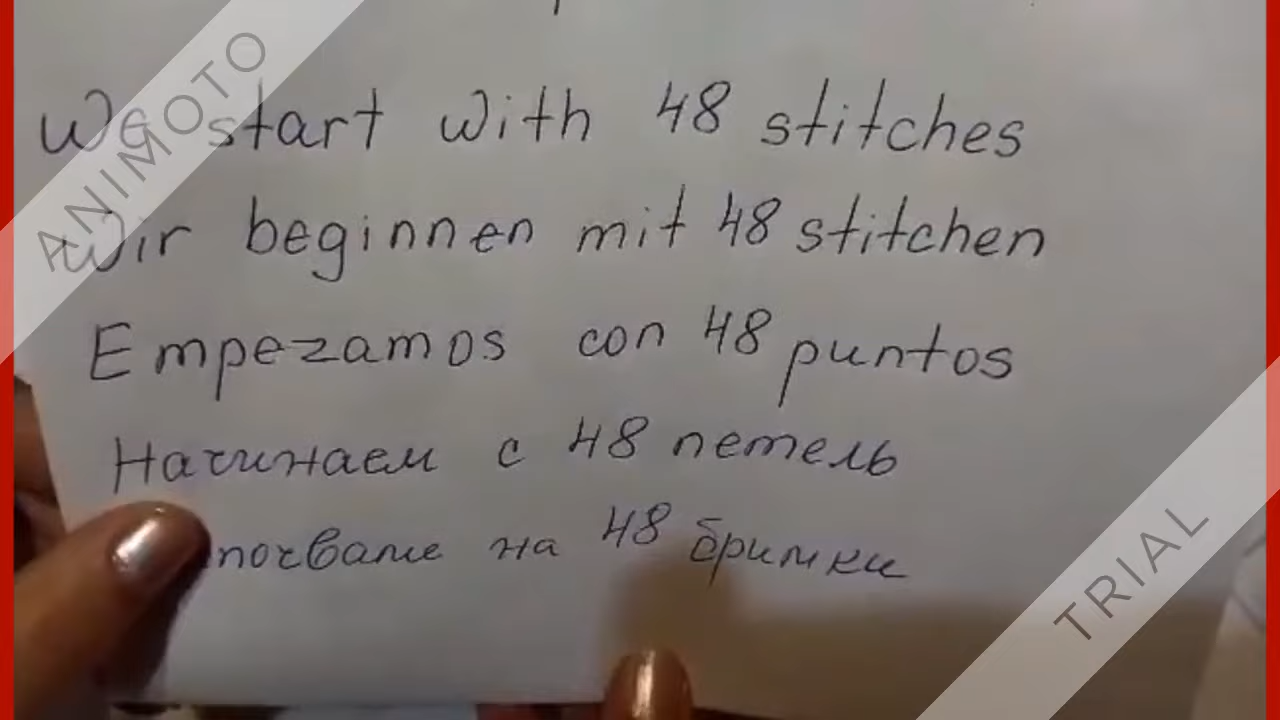 We start with 48 stitches
Wir beginnen mit 48 stitchen
Empezamos con 48 puntos
Начинаем с 48 петель
почваме на 48 бримки
ANIMOTO
TRIAL